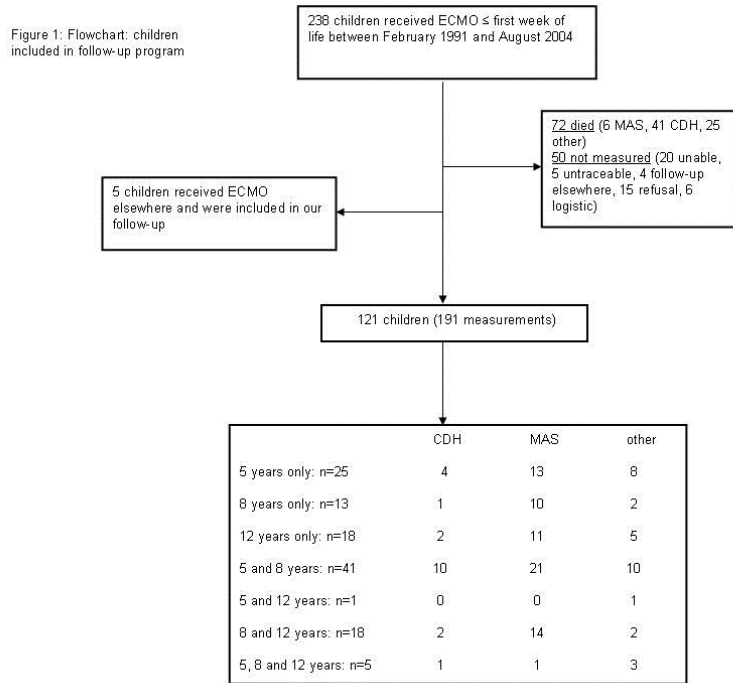 Figure 1: Flowchart: children
included in follow-up program
238 children received ECMO ≤ first week of
life between February 1991 and August 2004
72 died (6 MAS, 41 CDH, 25
other)
50 not measured (20 unable,
5 untraceable, 4 follow-up
elsewhere, 15 refusal, 6
logistic)
5 children received ECMO
elsewhere and were included in our
follow-up
121 children (191 measurements)
CDH MAS other
5 years only: n=25 4 13 8
8 years only: n=13 1 10 2
12 years only: n=18 2 11 5
5 and 8 years: n=41 10 21 10
5 and 12 years: n=1 0 0 1
8 and 12 years: n=18 2 14 2
5, 8 and 12 years: n=5 1 1 3